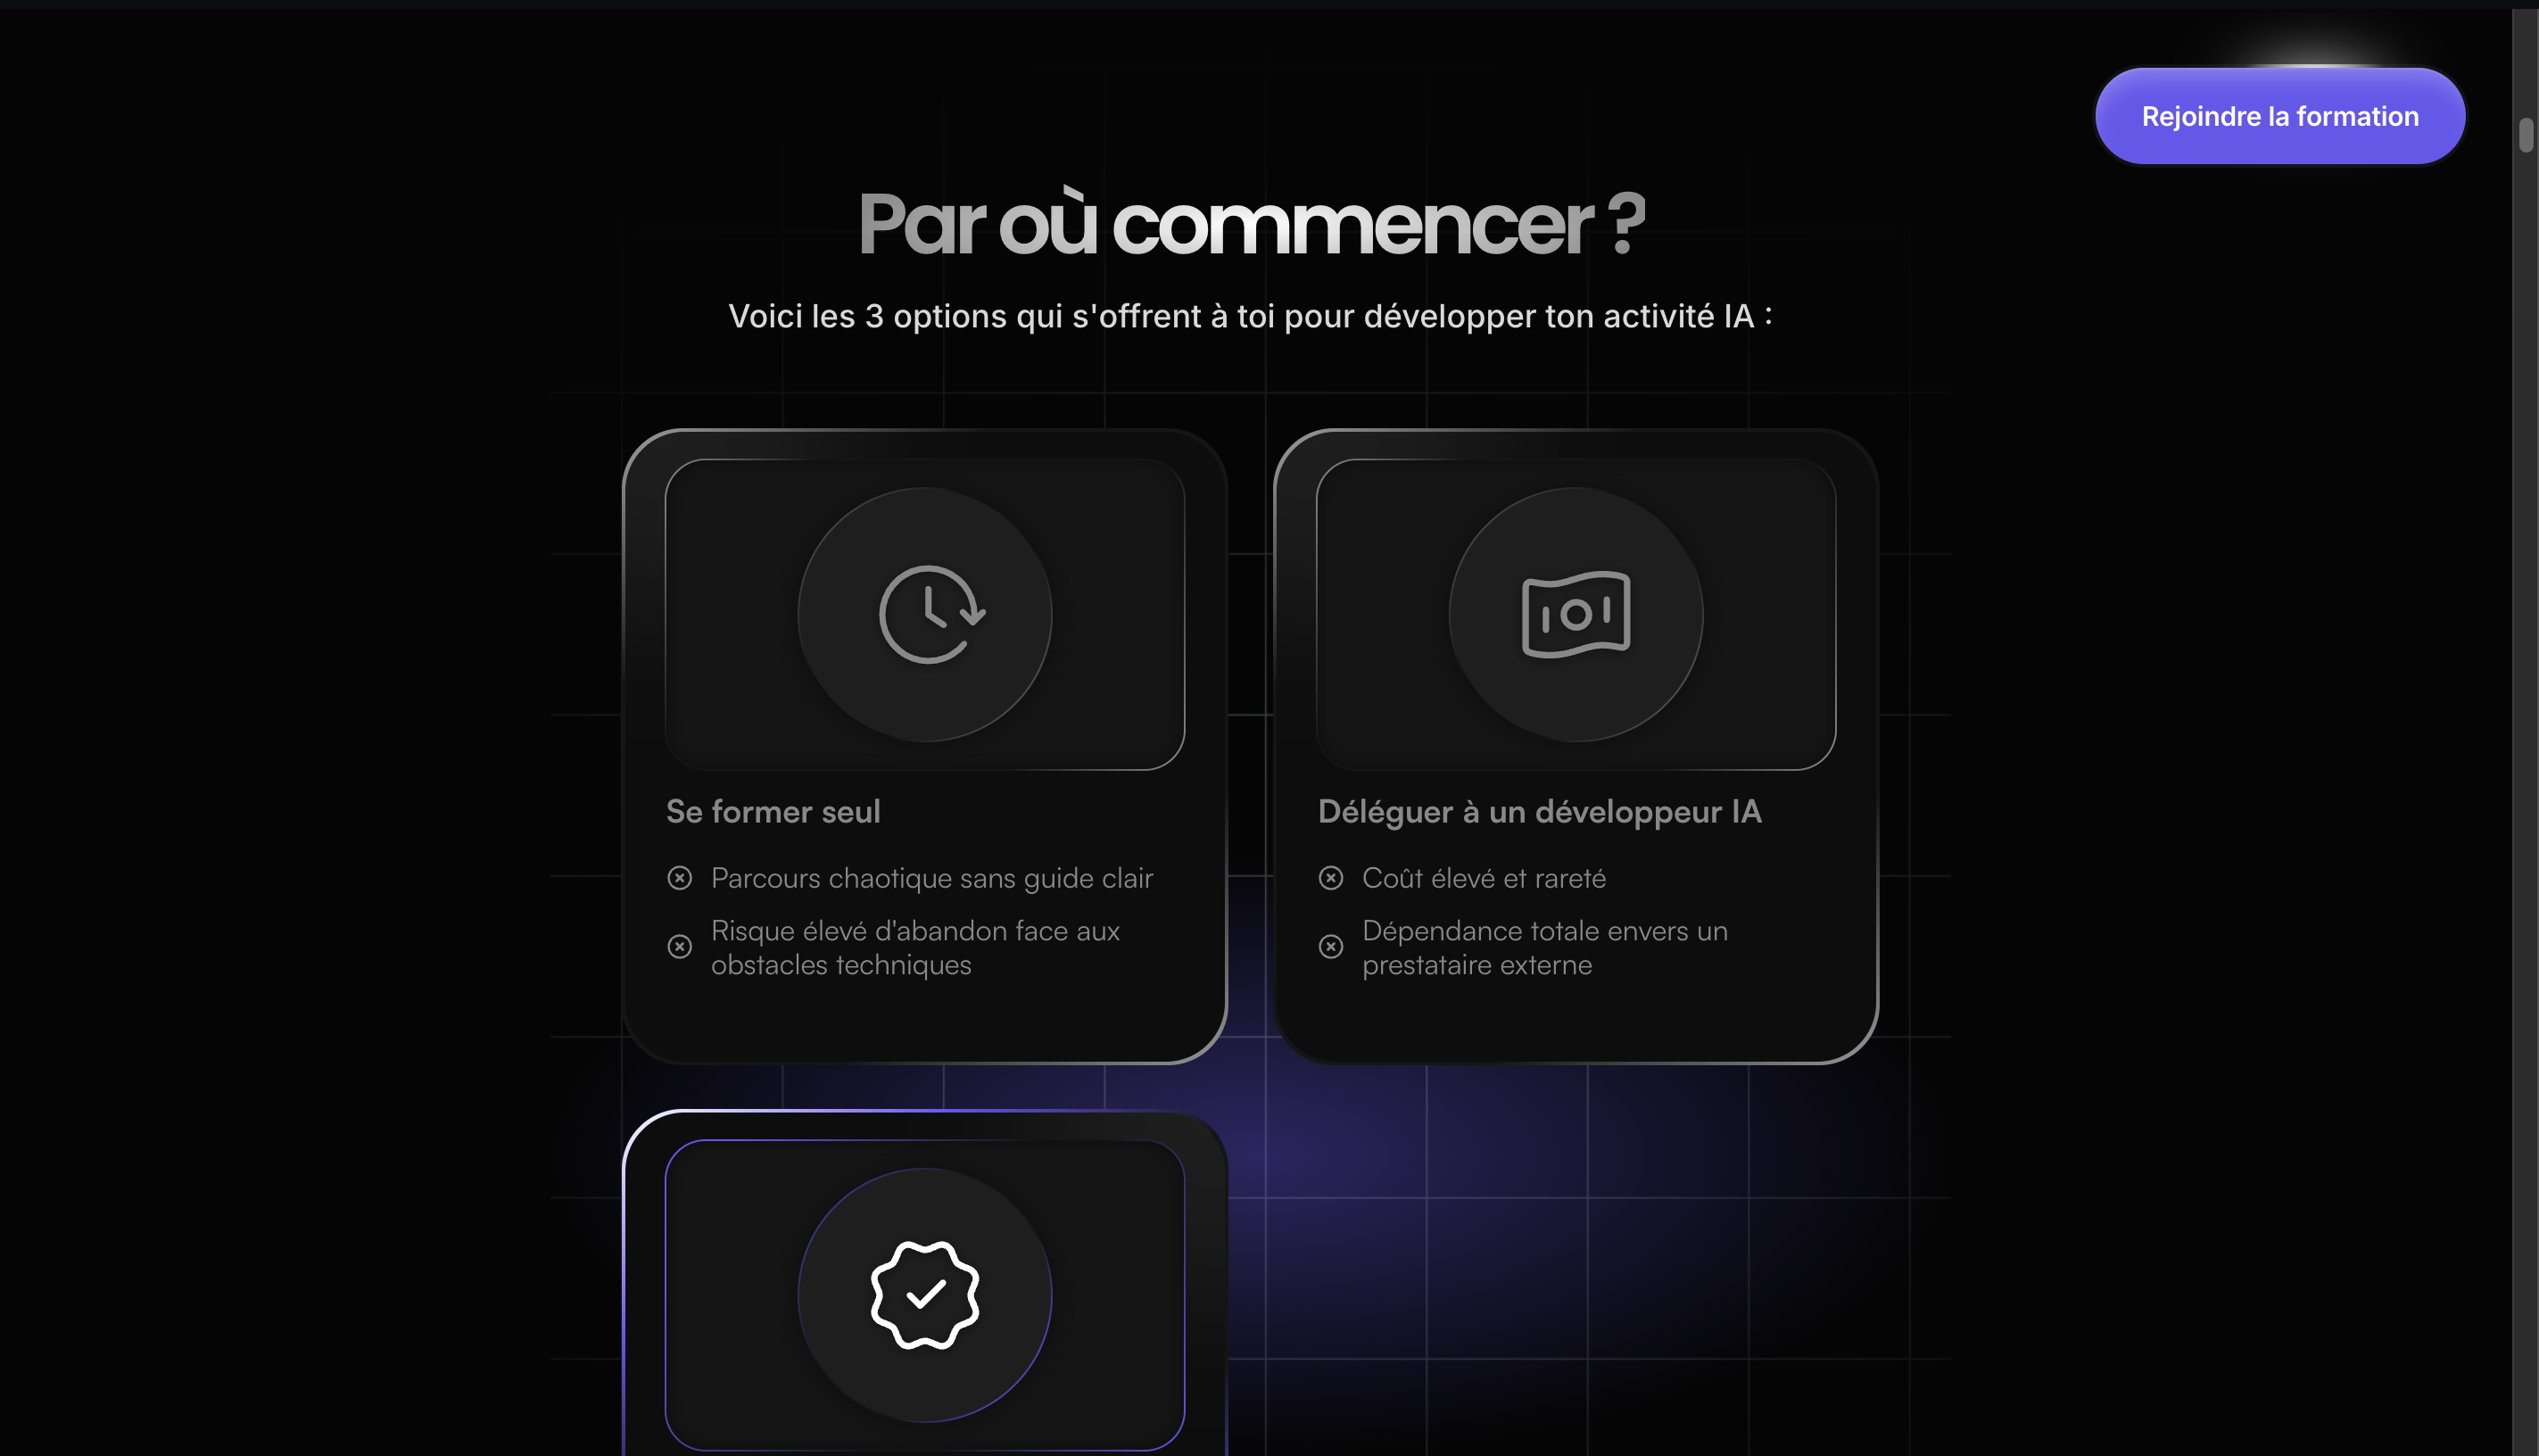 Rejoindre la formation
Par où commencer ?
Voici les 3 options qui s'offrent à toi pour développer ton activité IA :
Se former seul
Parcours chaotique sans guide clair
Risque élevé d'abandon face aux
obstacles techniques
Déléguer à un développeur IA
Coût élevé et rareté
Dépendance totale envers un
prestataire externe